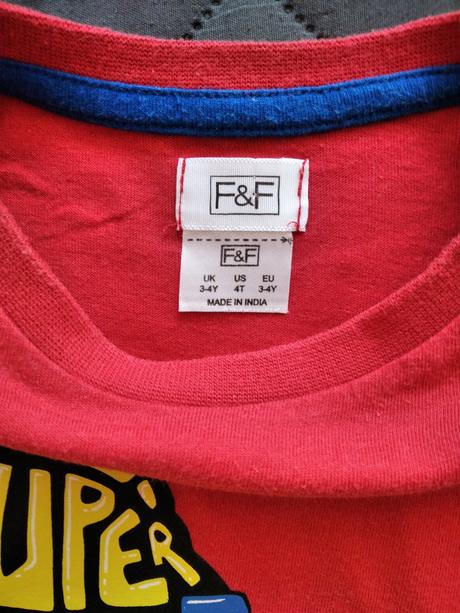 F&F
F&F
UK US EU
3-4Y 4T 3-4Y
MADE IN INDIA
UPER